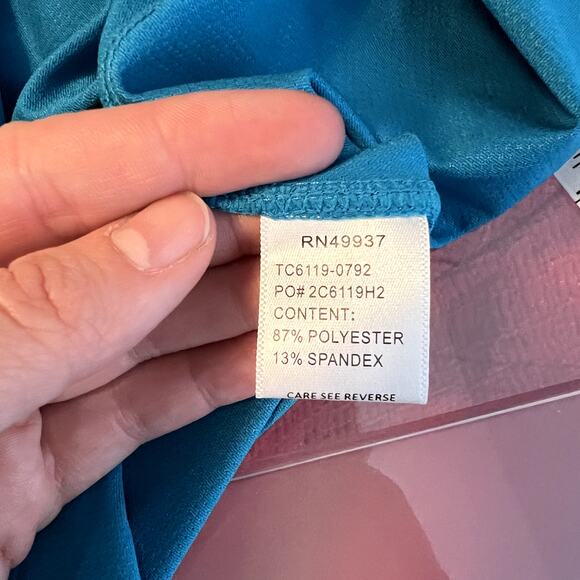 RN49937
TC6119-0792
PO# 2C6119H2
CONTENT:
87% POLYESTER
13% SPANDEX
CARE SEE REVERSE